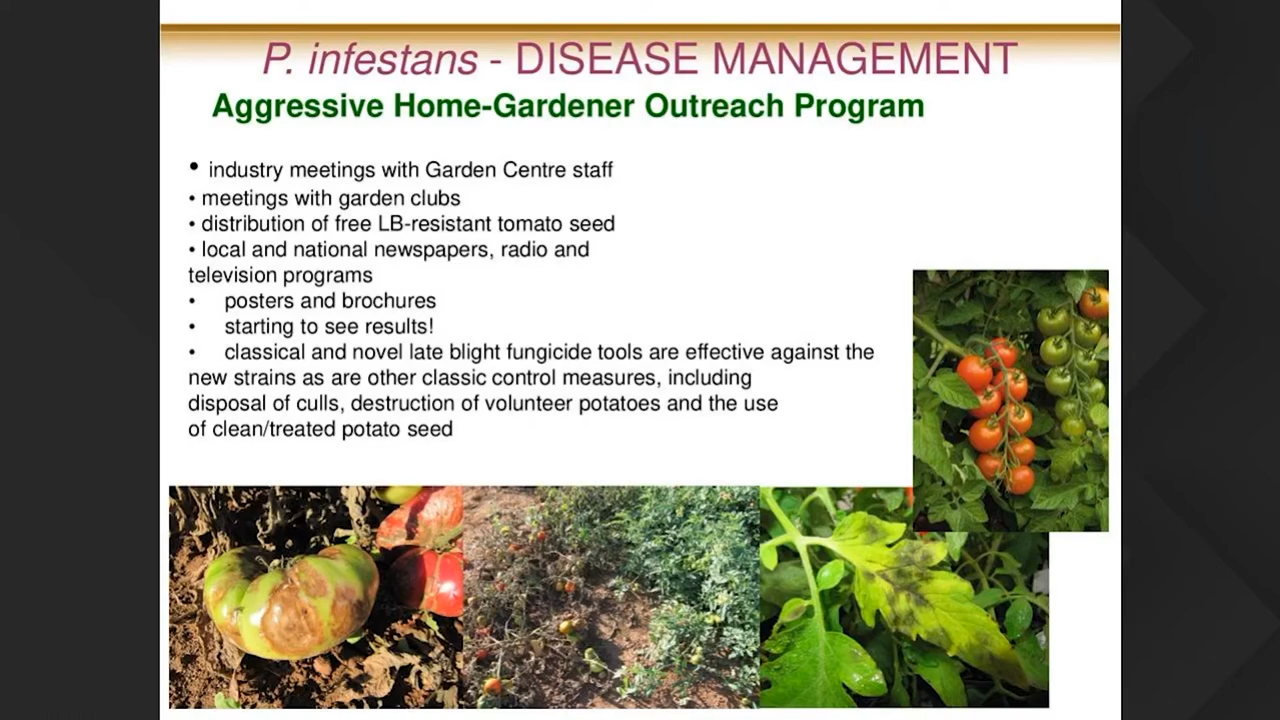 P. infestans - DISEASE MANAGEMENT
Aggressive Home-Gardener Outreach Program
• industry meetings with Garden Centre staff
• meetings with garden clubs
• distribution of free LB-resistant tomato seed
• local and national newspapers, radio and
television programs
• posters and brochures
• starting to see results!
• classical and novel late blight fungicide tools are effective against the
new strains as are other classic control measures, including
disposal of culls, destruction of volunteer potatoes and the use
of clean/treated potato seed